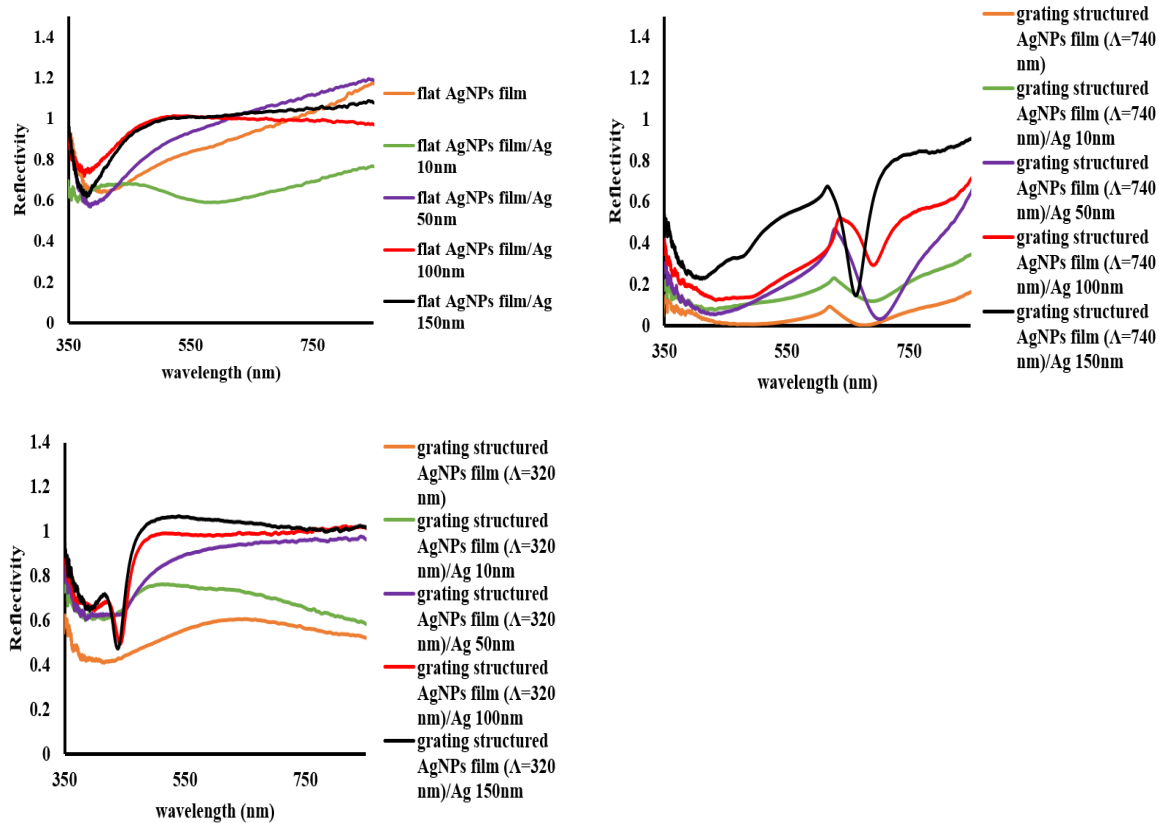 1.4
1.2
1
0.8
0.6
0.4
0.2
0
Reflectivity
350
550
750
wavelength (nm)
flat AgNPs film
flat AgNPs film/Ag
10nm
flat AgNPs film/Ag
50nm
flat AgNPs film/Ag
100nm
flat AgNPs film/Ag
150nm
1.4
1.2
1
0.8
0.6
0.4
0.2
0
Reflectivity
350
550
750
wavelength (nm)
grating structured
AgNPs film (Λ=740
nm)
grating structured
AgNPs film (Λ=740
nm)/Ag 10nm
grating structured
AgNPs film (Λ=740
nm)/Ag 50nm
grating structured
AgNPs film (Λ=740
nm)/Ag 100nm
grating structured
AgNPs film (Λ=740
nm)/Ag 150nm
1.4
1.2
1
0.8
0.6
0.4
0.2
0
Reflectivity
350
550
750
wavelength (nm)
grating structured
AgNPs film (Λ=320
nm)
grating structured
AgNPs film (Λ=320
nm)/Ag 10nm
grating structured
AgNPs film (Λ=320
nm)/Ag 50nm
grating structured
AgNPs film (Λ=320
nm)/Ag 100nm
grating structured
AgNPs film (Λ=320
nm)/Ag 150nm